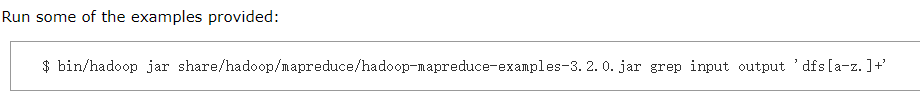 Run some of the examples provided:
$ bin/hadoop jar share/hadoop/mapreduce/hadoop-mapreduce-examples-3.2.0.jar grep input output 'dfs[a-z.]+'